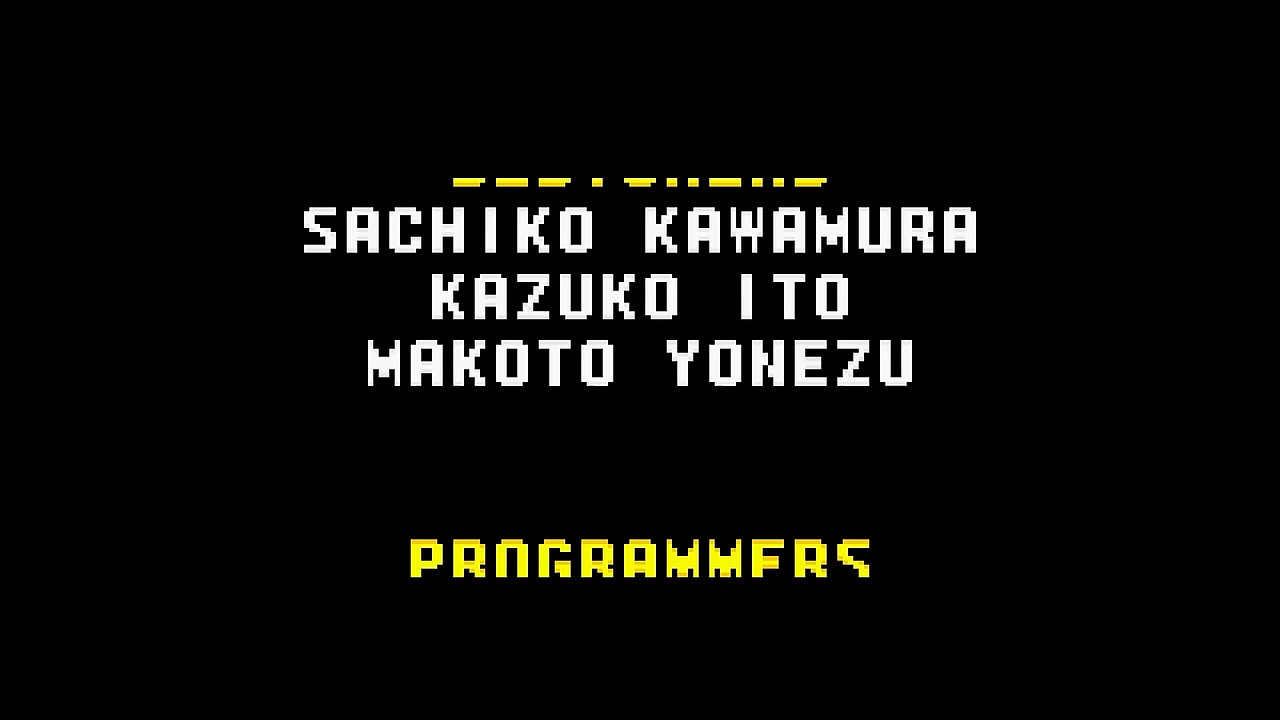 SACHIKO KAWAMURA
KAZUKO ITO
MAKOTO YONEZU
PROGRAMMERS